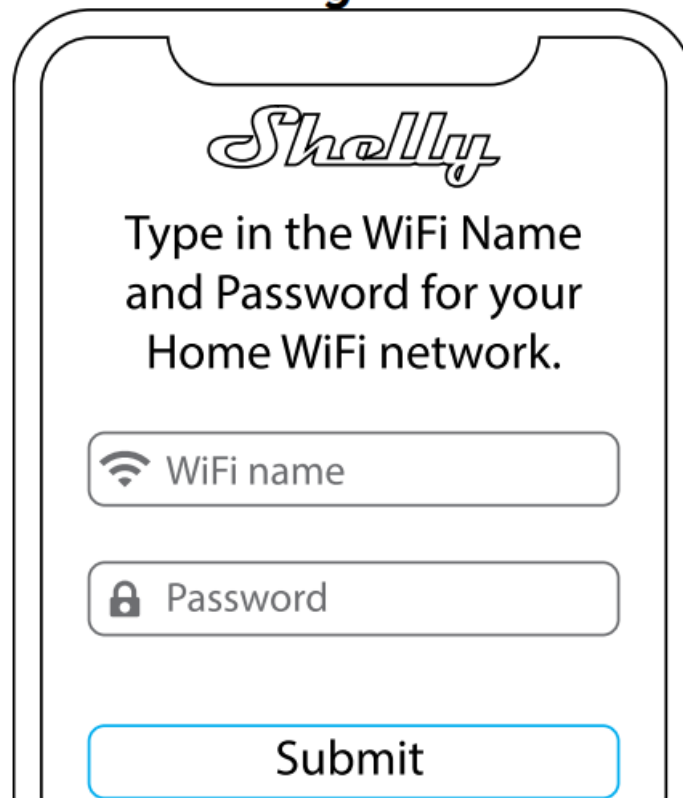 Shelly
Type in the WiFi Name
and Password for your
Home WiFi network.
WiFi name
Password
Submit